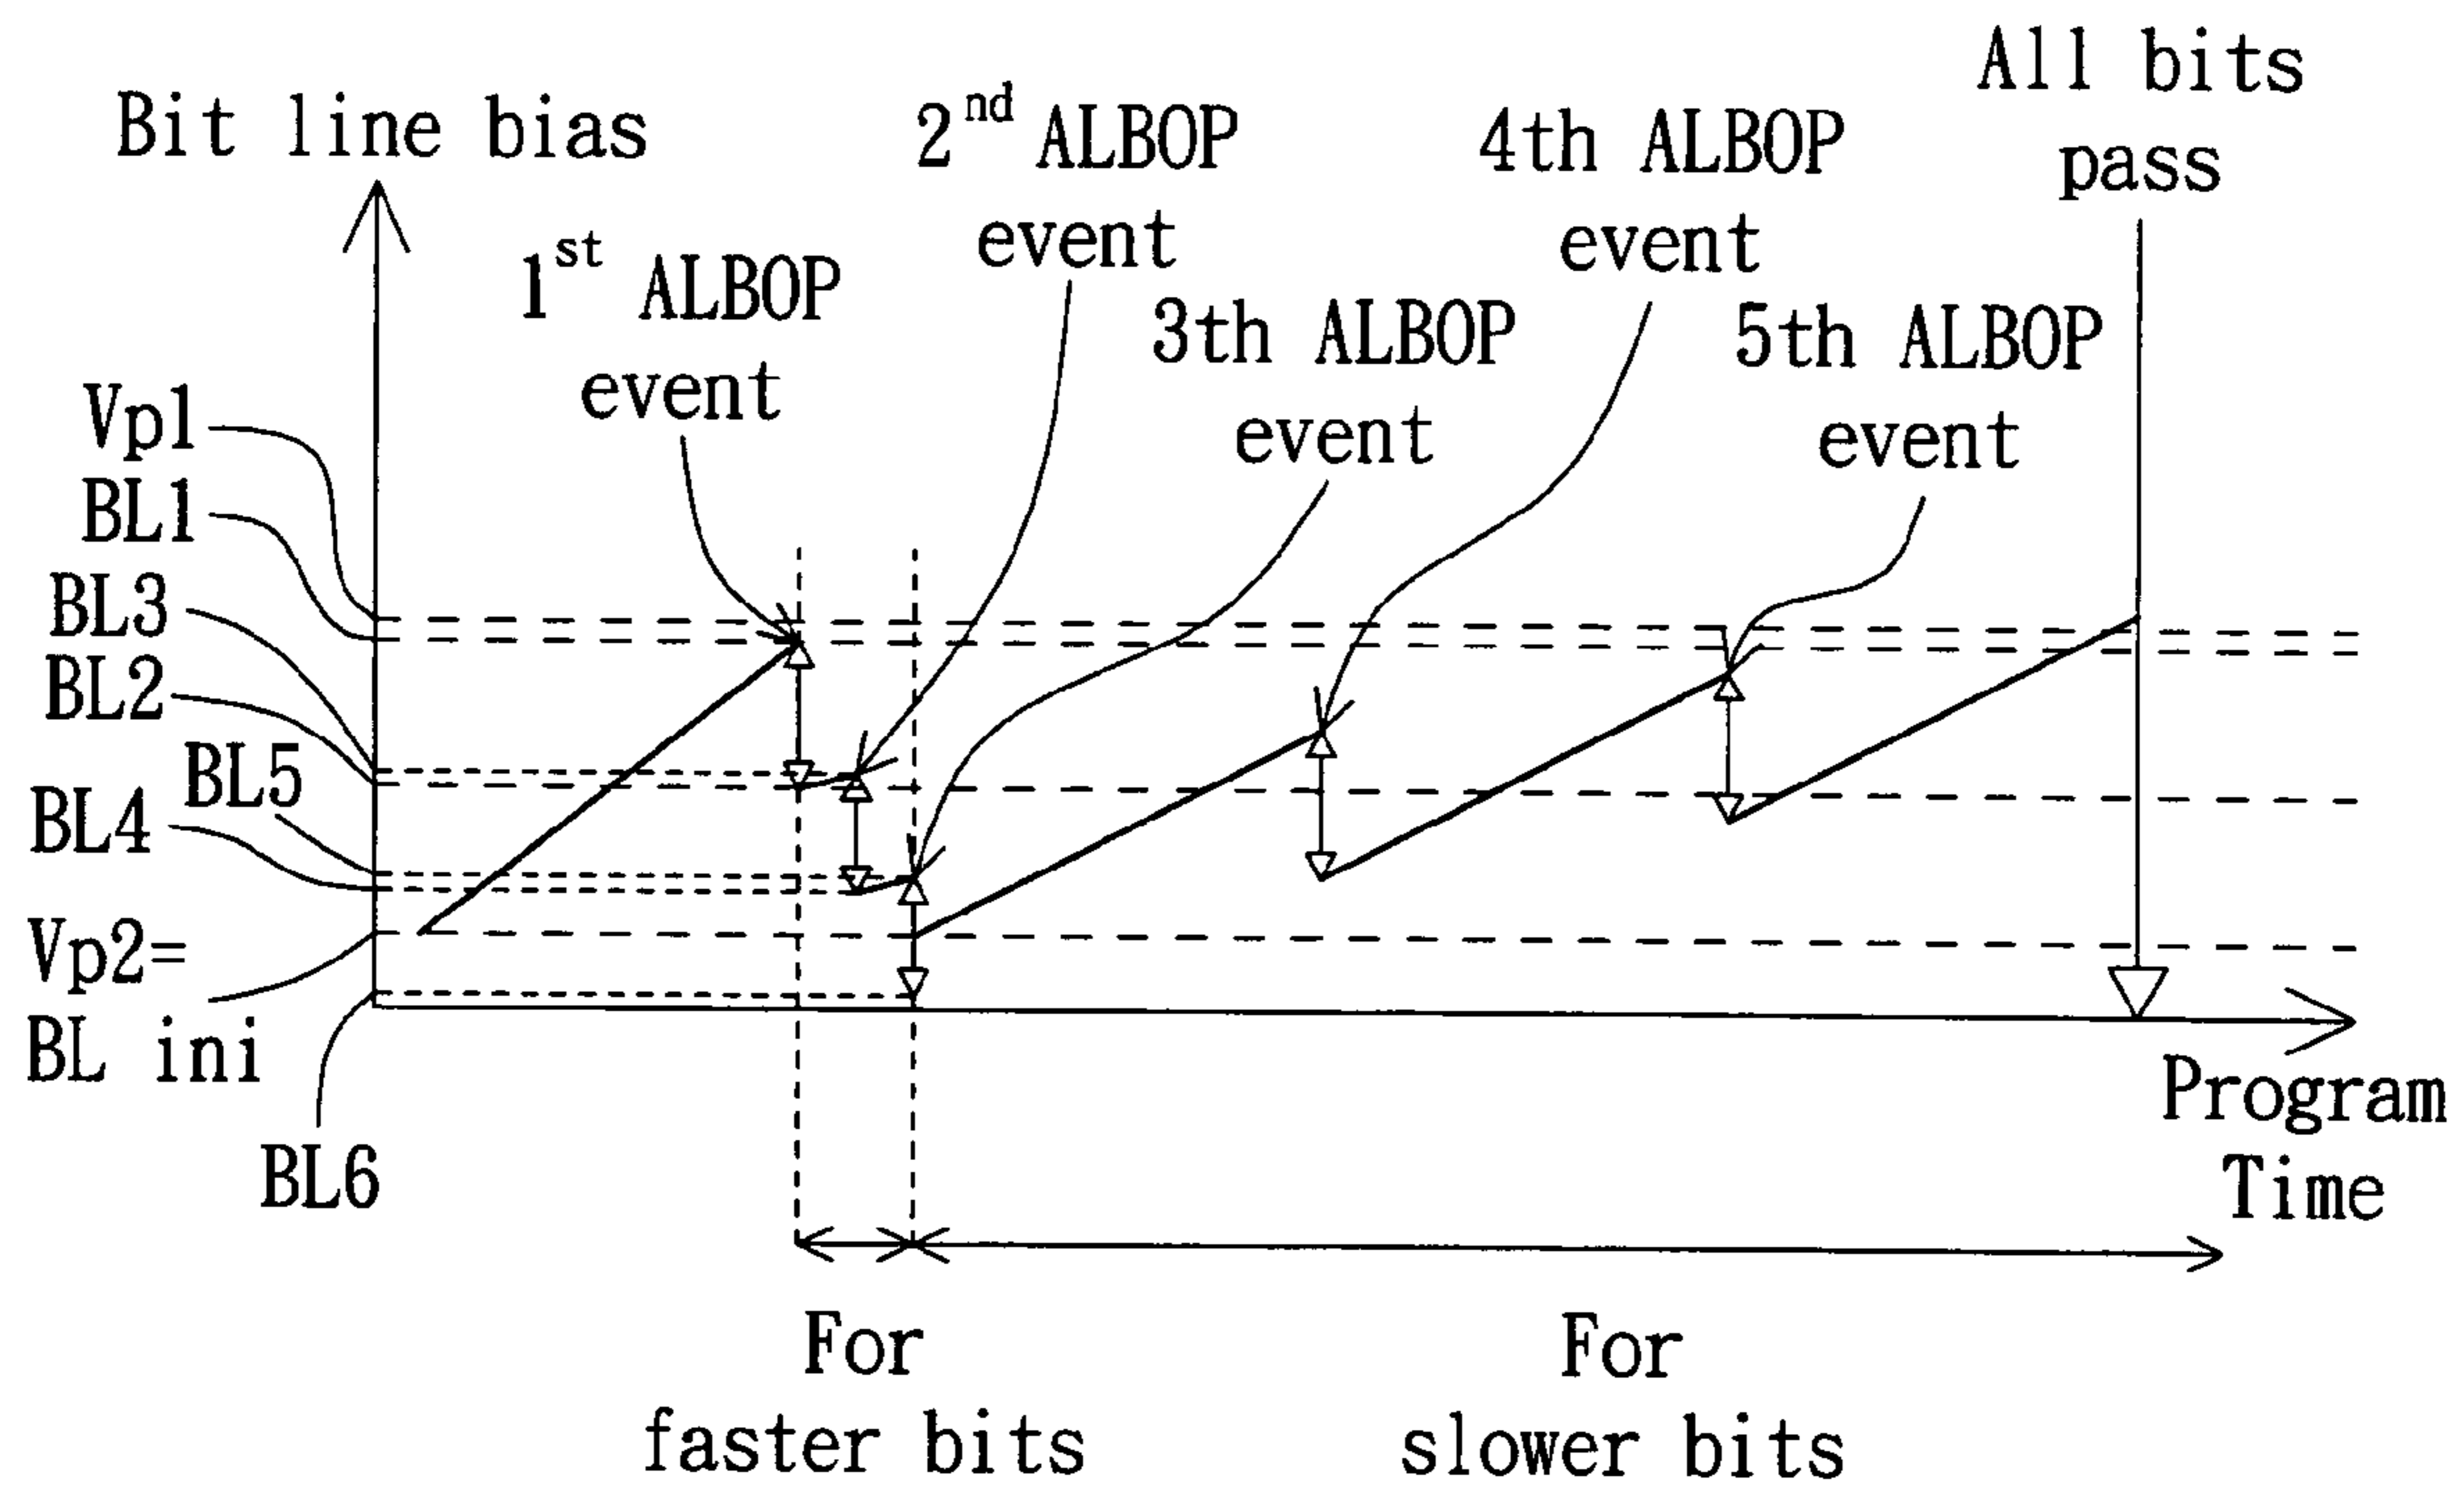 Bit line bias
1st ALBOP
event
2nd ALBOP
event
3th ALBOP
event
4th ALBOP
event
5th ALBOP
event
All bits
pass
Vp1
BL1
BL3
BL2
BL5
BL4
Vp2=
BL ini
BL6
Program
Time
For
faster bits
For
slower bits